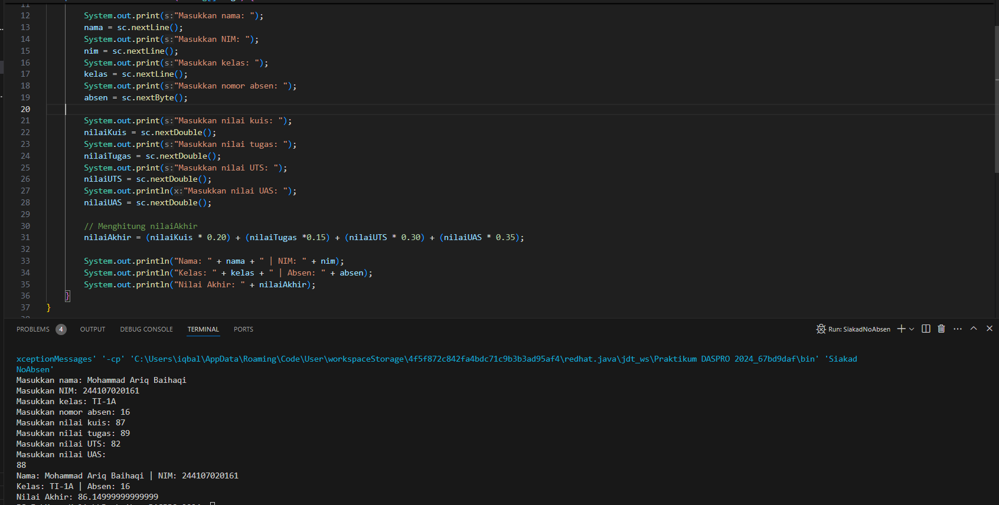 11
12 System.out.print(s:"Masukkan nama: ");
13 nama = sc.nextLine();
14 System.out.print(s:"Masukkan NIM: ");
15 nim = sc.nextLine();
16 System.out.print(s:"Masukkan kelas: ");
17 kelas = sc.nextLine();
18 System.out.print(s:"Masukkan nomor absen: ");
19 absen = sc.nextByte();
20
21 System.out.print(s:"Masukkan nilai kuis: ");
22 nilaiKuis = sc.nextDouble();
23 System.out.print(s:"Masukkan nilai tugas: ");
24 nilaiTugas = sc.nextDouble();
25 System.out.print(s:"Masukkan nilai UTS: ");
26 nilaiUTS = sc.nextDouble();
27 System.out.println(x:"Masukkan nilai UAS: ");
28 nilaiUAS = sc.nextDouble();
29
30 // Menghitung nilaiAkhir
31 nilaiAkhir = (nilaiKuis * 0.20) + (nilaiTugas *0.15) + (nilaiUTS * 0.30) + (nilaiUAS * 0.35);
32
33 System.out.println("Nama: " + nama + " | NIM: " + nim);
34 System.out.println("Kelas: " + kelas + " | Absen: " + absen);
35 System.out.println("Nilai Akhir: " + nilaiAkhir);
36 }
37 }
PROBLEMS 4 OUTPUT DEBUG CONSOLE TERMINAL PORTS Run: SiakadNoAbsen
xceptionMessages' '-cp' 'C:\Users\iqbal\AppData\Roaming\Code\User\workspaceStorage\4f5f872c842fa4bdc71c9b3b3ad95af4\redhat.java\jdt_ws\Praktikum DASPRO 2024_67bd9daf\bin' 'Siakad
NoAbsen'
Masukkan nama: Mohammad Ariq Baihaqi
Masukkan NIM: 244107020161
Masukkan kelas: TI-1A
Masukkan nomor absen: 16
Masukkan nilai kuis: 87
Masukkan nilai tugas: 89
Masukkan nilai UTS: 82
Masukkan nilai UAS:
88
Nama: Mohammad Ariq Baihaqi | NIM: 244107020161
Kelas: TI-1A | Absen: 16
Nilai Akhir: 86.14999999999999